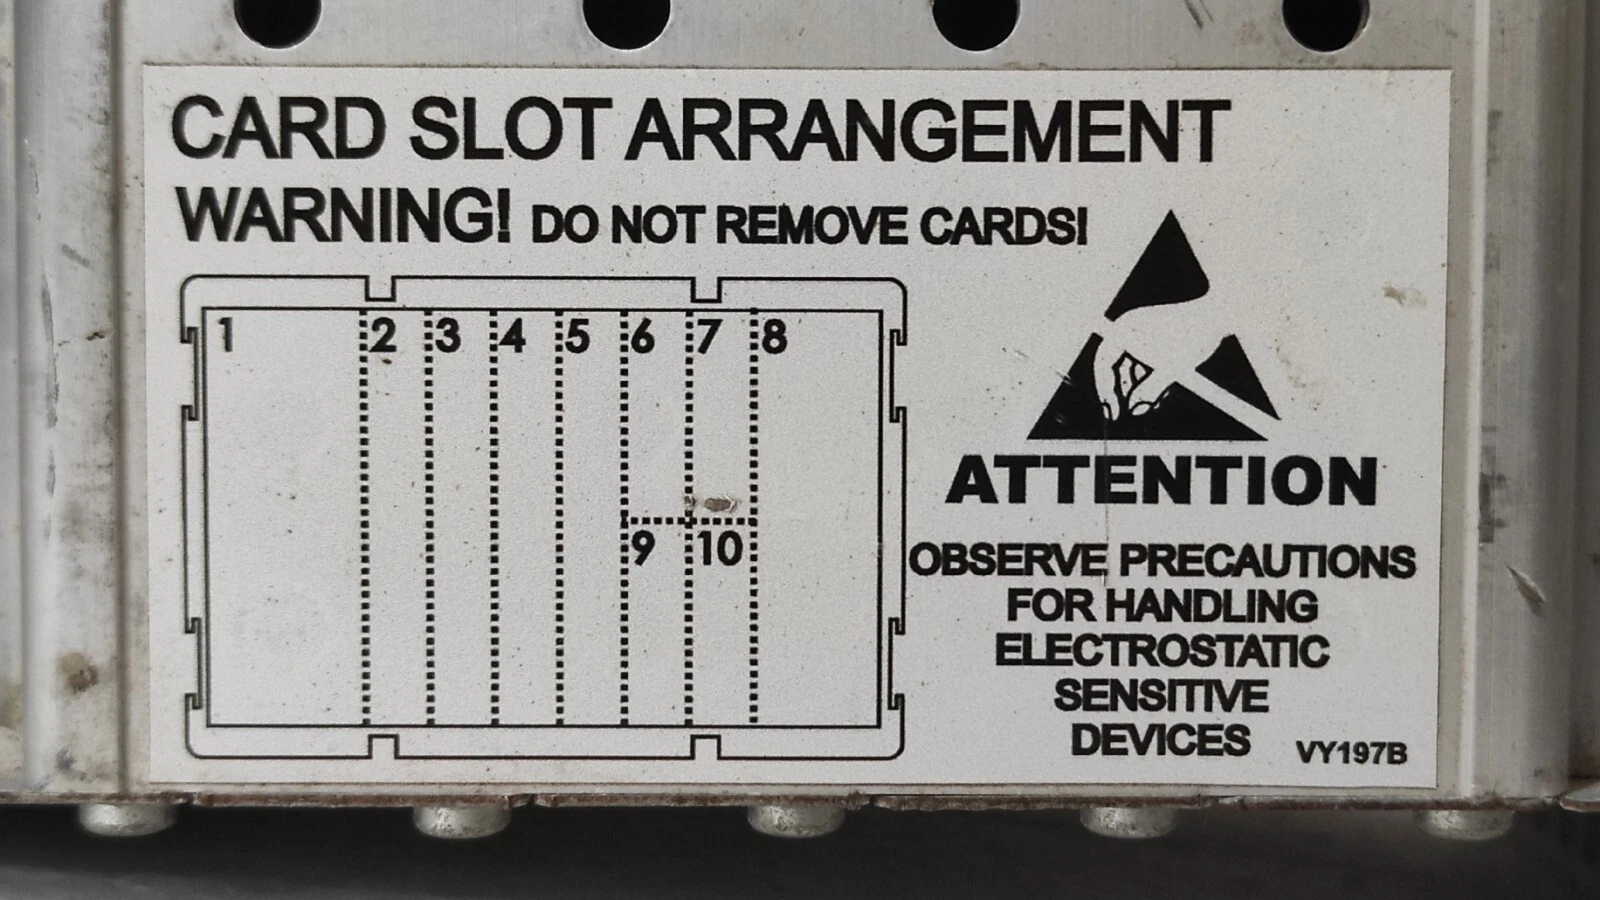 CARD SLOT ARRANGEMENT
WARNING! DO NOT REMOVE CARDS!
1 2 3 4 5 6 7 8
9 10
ATTENTION
OBSERVE PRECAUTIONS
FOR HANDLING
ELECTROSTATIC
SENSITIVE
DEVICES
VY197B